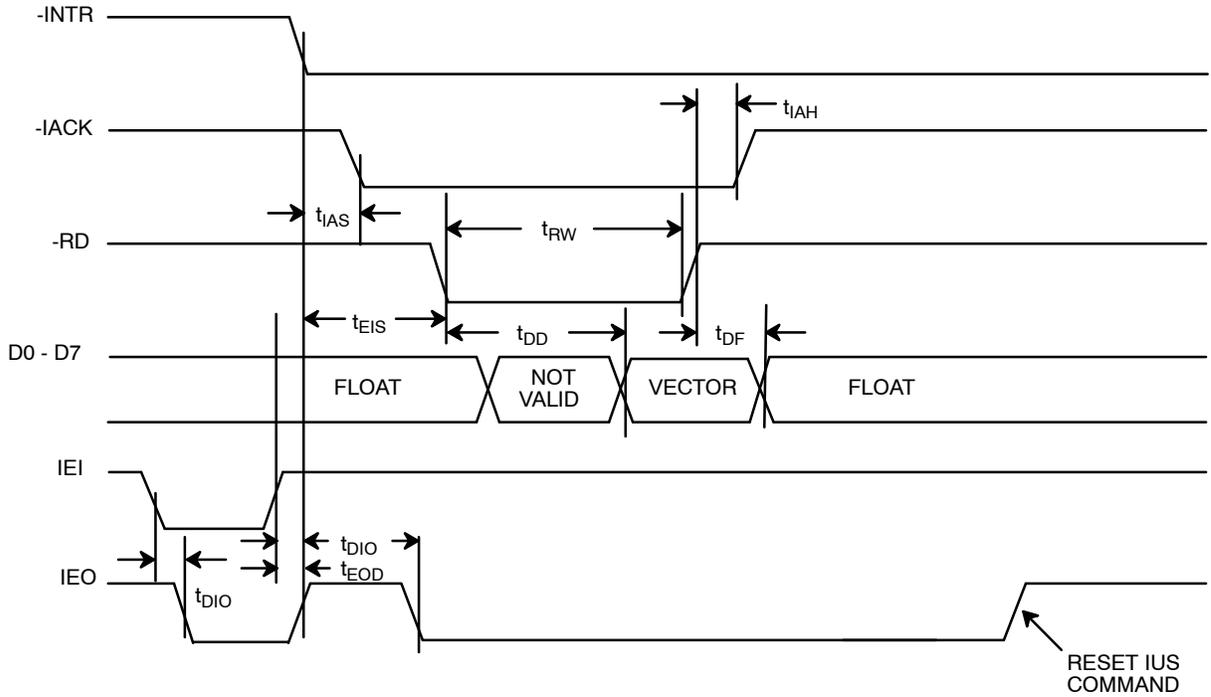 -INTR
tIAH
-IACK
tIAS
tRW
-RD
tEIS
tDD
tDF
D0 - D7
FLOAT
NOT
VALID
VECTOR
FLOAT
IEI
tDIO
tEOD
IEO
tDIO
RESET IUS
COMMAND